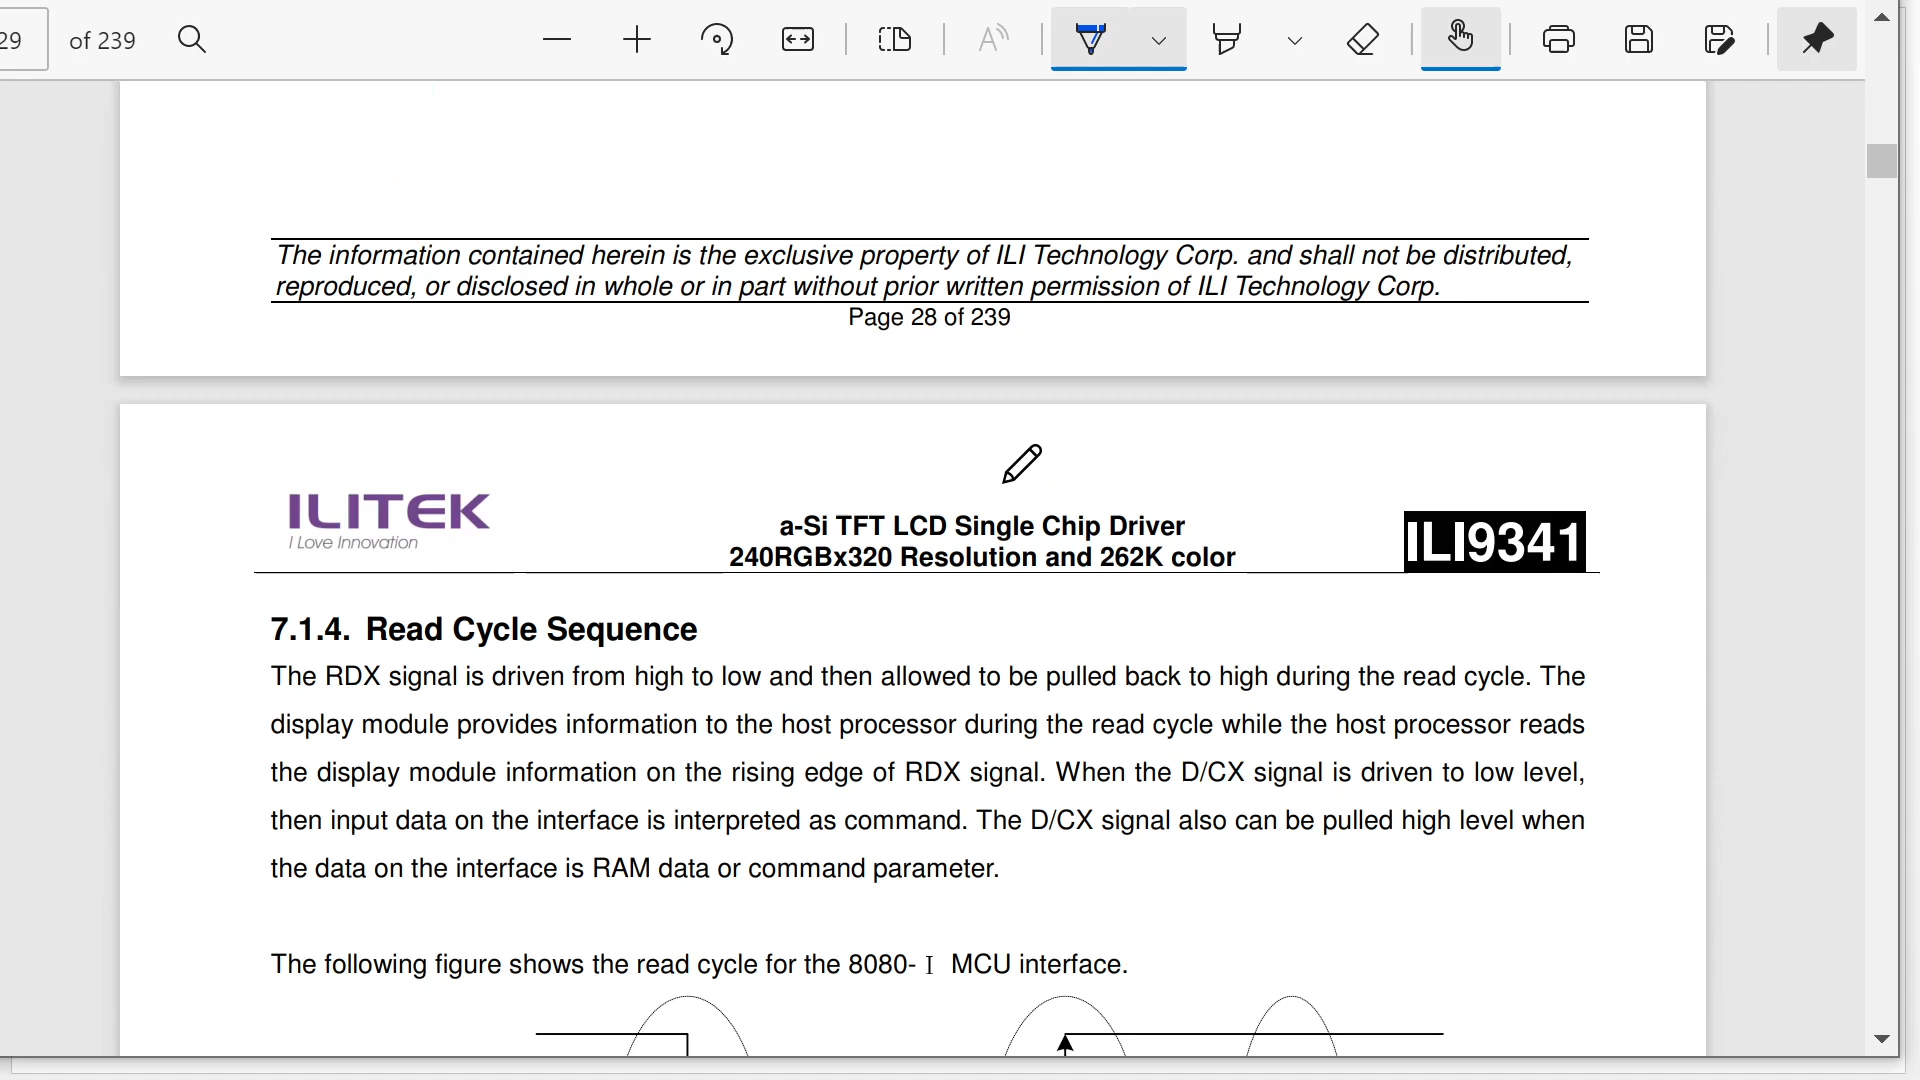 29 of 239
The information contained herein is the exclusive property of ILI Technology Corp. and shall not be distributed,
reproduced, or disclosed in whole or in part without prior written permission of ILI Technology Corp.
Page 28 of 239
ILITEK
I Love Innovation
a-Si TFT LCD Single Chip Driver
240RGBx320 Resolution and 262K color
ILI9341
7.1.4. Read Cycle Sequence
The RDX signal is driven from high to low and then allowed to be pulled back to high during the read cycle. The
display module provides information to the host processor during the read cycle while the host processor reads
the display module information on the rising edge of RDX signal. When the D/CX signal is driven to low level,
then input data on the interface is interpreted as command. The D/CX signal also can be pulled high level when
the data on the interface is RAM data or command parameter.
The following figure shows the read cycle for the 8080- I MCU interface.